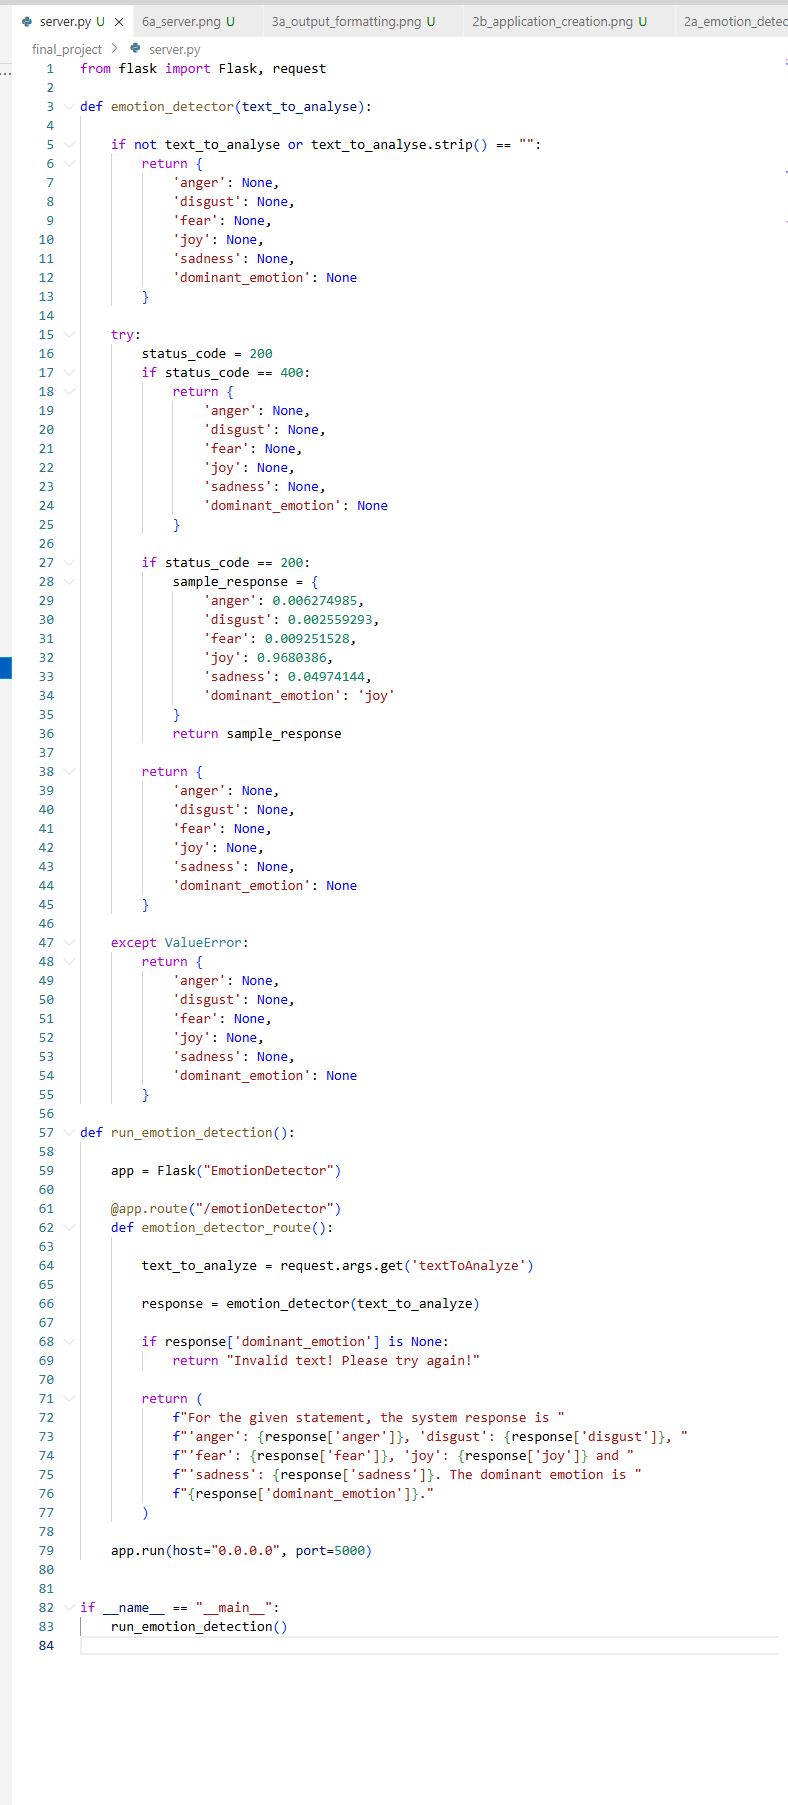 server.py U × 6a_server.png U 3a_output_formatting.png U 2b_application_creation.png U 2a_emotion_detec
final_project > server.py
1 from flask import Flask, request
2
3 def emotion_detector(text_to_analyse):
4
5     if not text_to_analyse or text_to_analyse.strip() == "":
6         return {
7             'anger': None,
8             'disgust': None,
9             'fear': None,
10             'joy': None,
11             'sadness': None,
12             'dominant_emotion': None
13         }
14
15     try:
16         status_code = 200
17         if status_code == 400:
18             return {
19                 'anger': None,
20                 'disgust': None,
21                 'fear': None,
22                 'joy': None,
23                 'sadness': None,
24                 'dominant_emotion': None
25             }
26
27         if status_code == 200:
28             sample_response = {
29                 'anger': 0.006274985,
30                 'disgust': 0.002559293,
31                 'fear': 0.009251528,
32                 'joy': 0.9680386,
33                 'sadness': 0.04974144,
34                 'dominant_emotion': 'joy'
35             }
36             return sample_response
37
38         return {
39             'anger': None,
40             'disgust': None,
41             'fear': None,
42             'joy': None,
43             'sadness': None,
44             'dominant_emotion': None
45         }
46
47     except ValueError:
48         return {
49             'anger': None,
50             'disgust': None,
51             'fear': None,
52             'joy': None,
53             'sadness': None,
54             'dominant_emotion': None
55         }
56
57 def run_emotion_detection():
58
59     app = Flask("EmotionDetector")
60
61     @app.route("/emotionDetector")
62     def emotion_detector_route():
63
64         text_to_analyze = request.args.get('textToAnalyze')
65
66         response = emotion_detector(text_to_analyze)
67
68         if response['dominant_emotion'] is None:
69             return "Invalid text! Please try again!"
70
71         return (
72             f"For the given statement, the system response is "
73             f"'anger': {response['anger']}, 'disgust': {response['disgust']}, "
74             f"'fear': {response['fear']}, 'joy': {response['joy']} and "
75             f"'sadness': {response['sadness']}. The dominant emotion is "
76             f"{response['dominant_emotion']}."
77         )
78
79     app.run(host="0.0.0.0", port=5000)
80
81
82 if __name__ == "__main__":
83     run_emotion_detection()
84